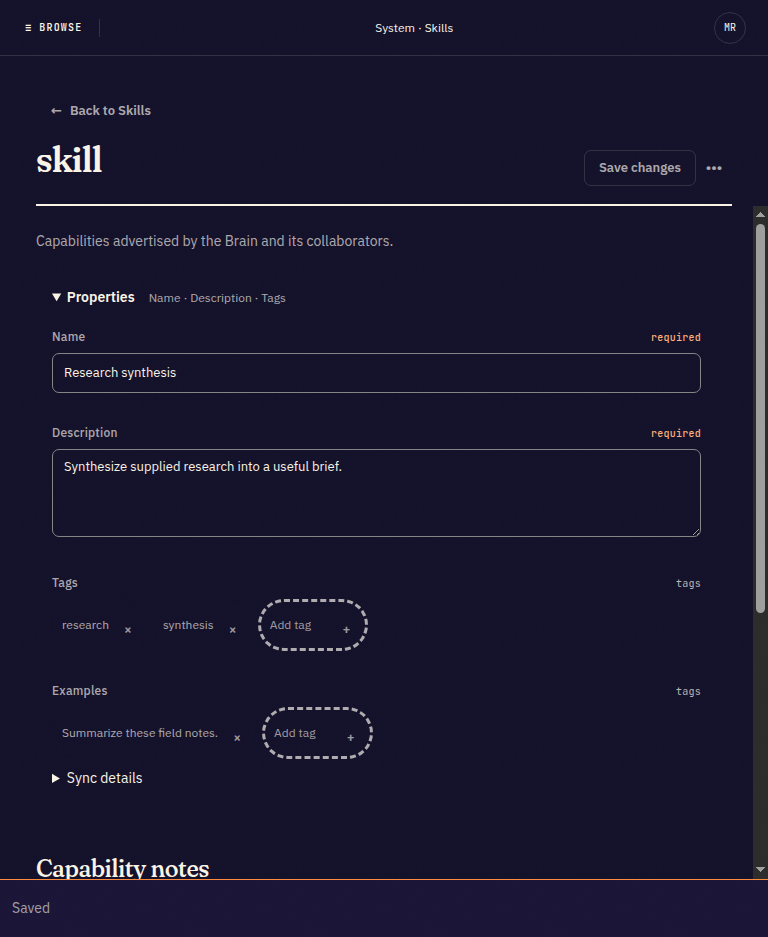 ≡ BROWSE
System · Skills
MR
← Back to Skills
skill
Save changes
•••
Capabilities advertised by the Brain and its collaborators.
▼ Properties Name · Description · Tags
Name required
Research synthesis
Description required
Synthesize supplied research into a useful brief.
Tags tags
research × synthesis × Add tag +
Examples tags
Summarize these field notes. × Add tag +
▶ Sync details
Capability notes
Saved